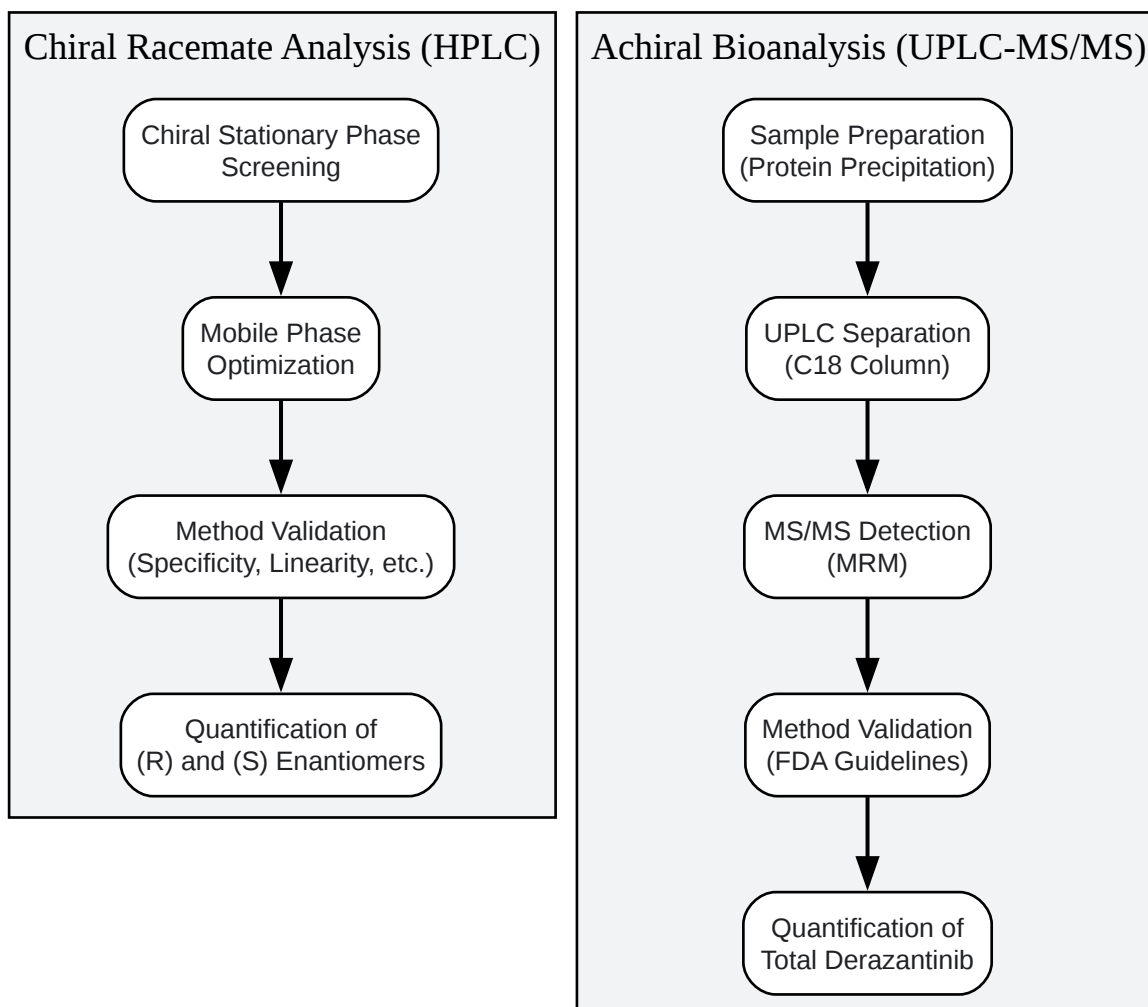 Chiral Racemate Analysis (HPLC)
Chiral Stationary Phase
Screening
Mobile Phase
Optimization
Method Validation
(Specificity, Linearity, etc.)
Quantification of
(R) and (S) Enantiomers
Achiral Bioanalysis (UPLC-MS/MS)
Sample Preparation
(Protein Precipitation)
UPLC Separation
(C18 Column)
MS/MS Detection
(MRM)
Method Validation
(FDA Guidelines)
Quantification of
Total Derazantinib